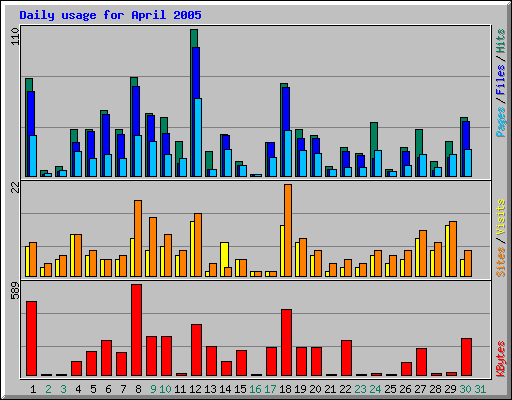 Daily usage for April 2005
110
Pages / Files / Hits
22
Sites / Visits
589
KBytes
1 2 3 4 5 6 7 8 9 10 11 12 13 14 15 16 17 18 19 20 21 22 23 24 25 26 27 28 29 30 31